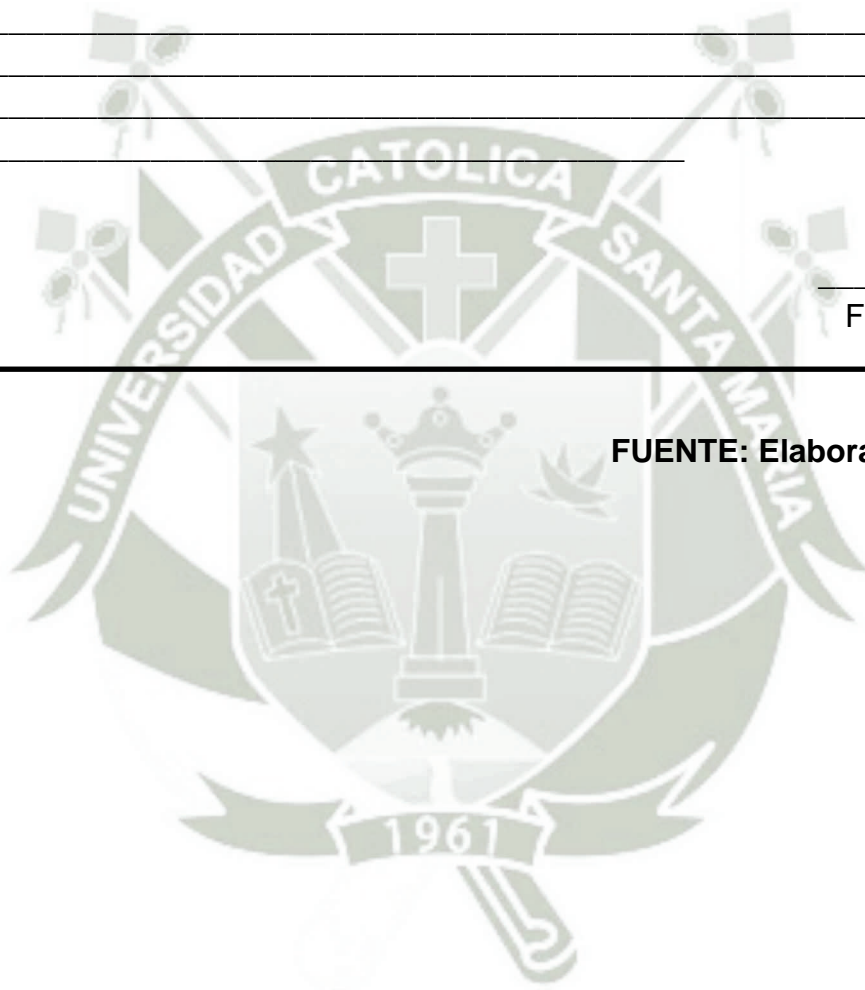 CATOLICA
UNIVERSIDAD
SANTA MARIA
F
FUENTE: Elabora
1961